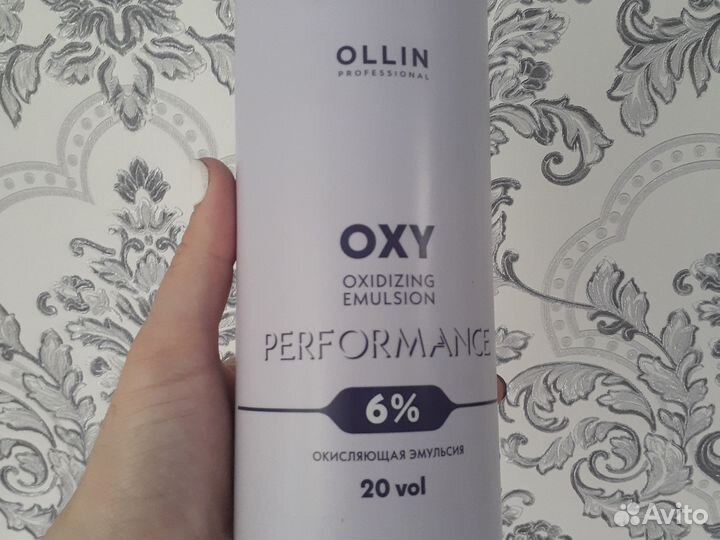 OLLIN
PROFESSIONAL
OXY
OXIDIZING
EMULSION
PERFORMANCE
6%
ОКИСЛЯЮЩАЯ ЭМУЛЬСИЯ
20 vol
Avito